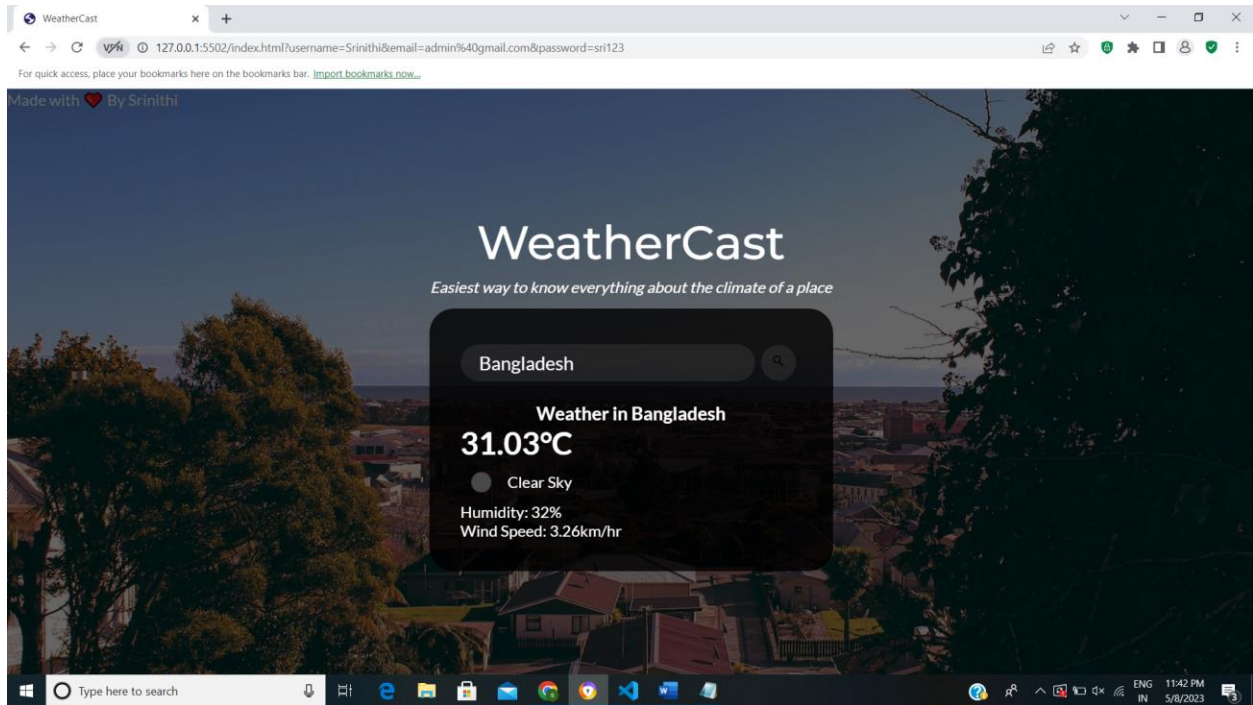 WeatherCast
127.0.0.1:5502/index.html?username=Srinithi&email=admin%40gmail.com&password=sri123
For quick access, place your bookmarks here on the bookmarks bar. Import bookmarks now...
Made with ❤ By Srinithi
WeatherCast
Easiest way to know everything about the climate of a place
Bangladesh
Weather in Bangladesh
31.03°C
Clear Sky
Humidity: 32%
Wind Speed: 3.26km/hr
Type here to search
ENG 11:42 PM
IN 5/8/2023
3